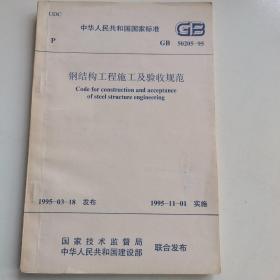 UDC
中华人民共和国国家标准
GB
P
GB 50205-95
钢结构工程施工及验收规范
Code for construction and acceptance
of steel structure engineering
1995-03-18 发布
1995-11-01 实施
国家技术监督局
中华人民共和国建设部
联合发布